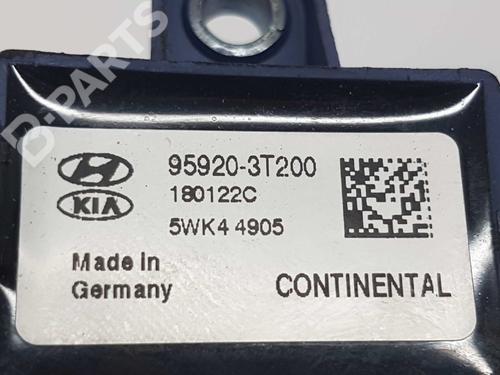 D-PARTS
95920-3T200
KIA
180122C
5WK4 4905
Made in
Germany
CONTINENTAL